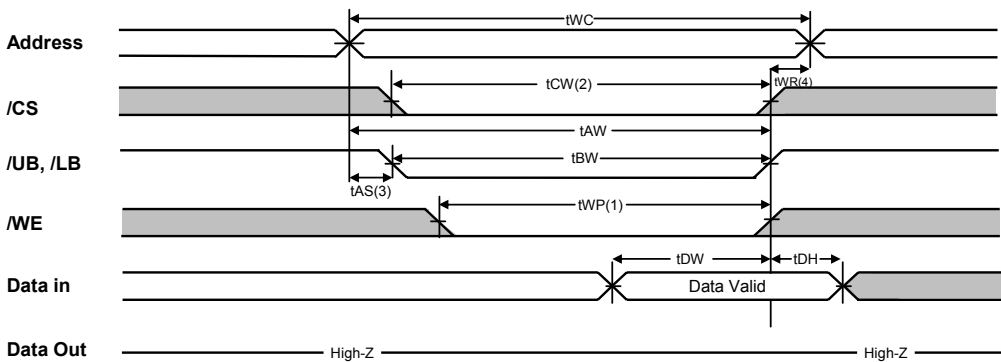 tWC
Address
tCW(2)
tWR(4)
/CS
tAW
/UB, /LB
tBW
tAS(3)
/WE
tWP(1)
tDW
tDH
Data in
Data Valid
Data Out
High-Z
High-Z